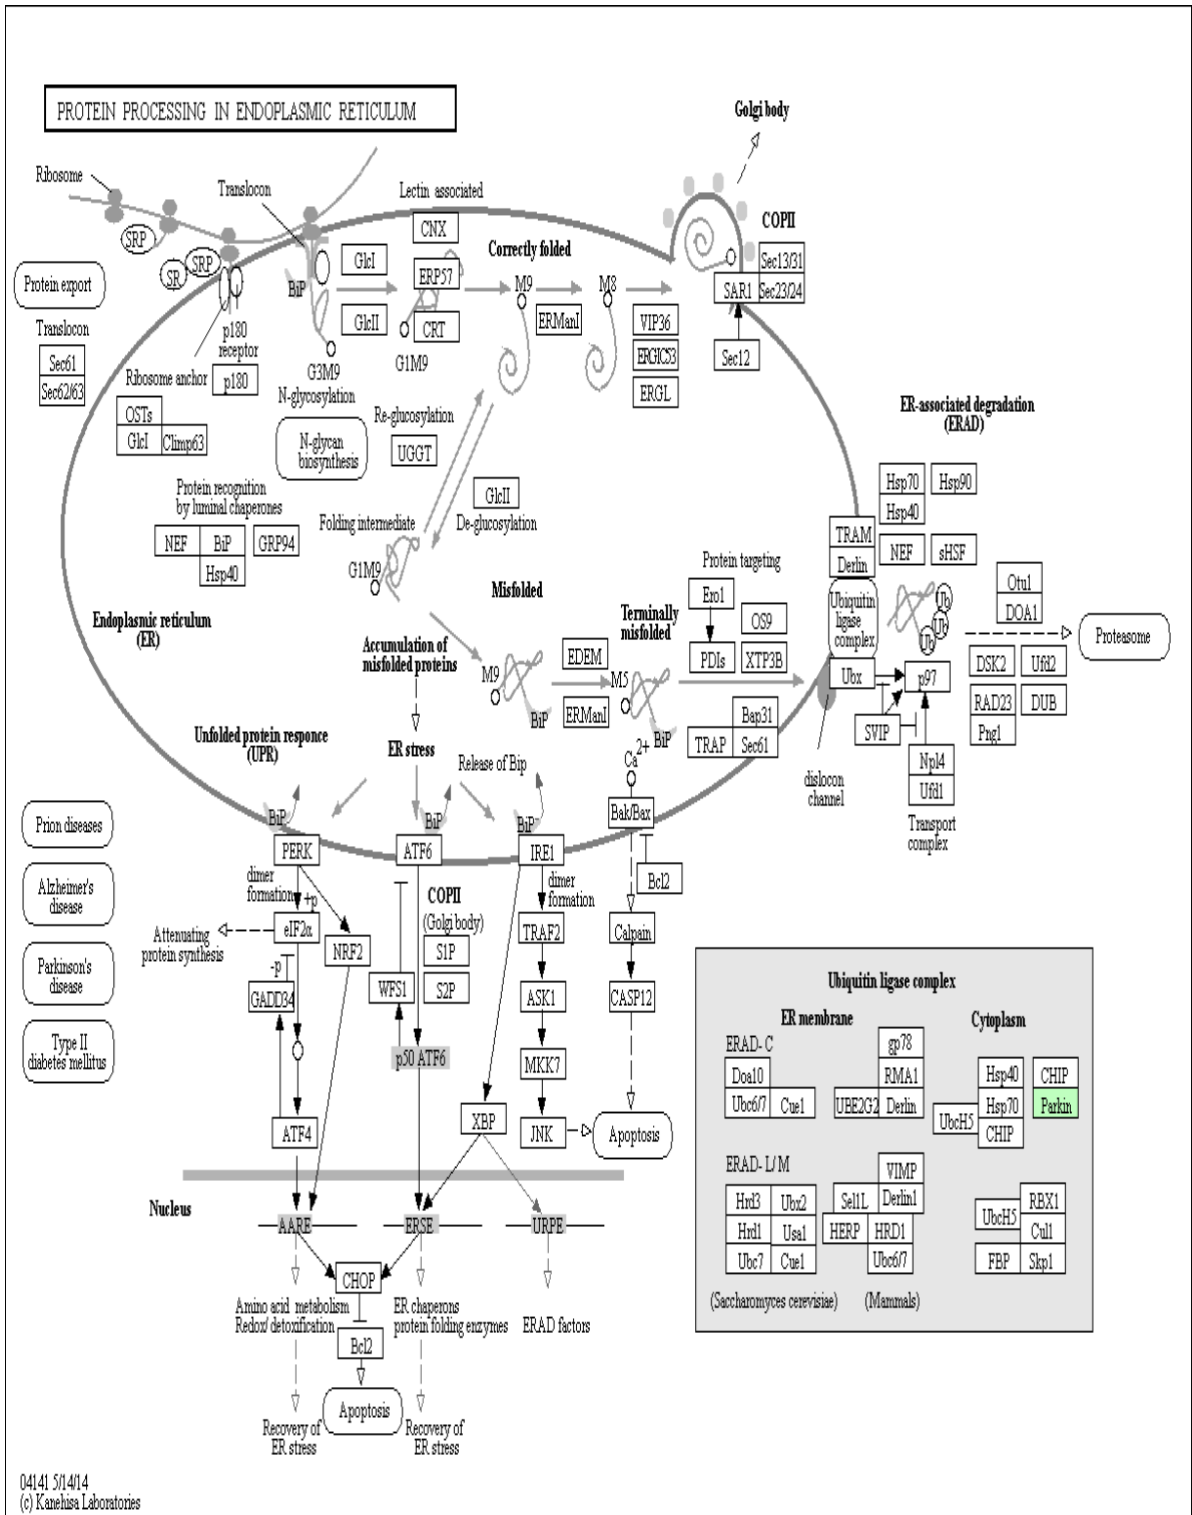 PROTEIN PROCESSING IN ENDOPLASMIC RETICULUM
Golgi body
Ribosome
Translocon
Lectin associated
SRP
SR
SRP
BiP
GlcI
GlcII
CNX
ERP57
CRT
G1M9
G3M9
Correctly folded
M9
ERManI
M8
VIP36
ERGIC53
ERGL
COPII
Sec13/31
SAR1
Sec23/24
Sec12
Protein export
Translocon
Sec61
Sec62/63
p180
receptor
p180
Ribosome anchor
OSTs
GlcI
Climp63
N-glycosylation
N-glycan
biosynthesis
Re-glucosylation
UGGT
GlcII
De-glucosylation
Protein recognition
by luminal chaperones
NEF
BiP
GRP94
Hsp40
Folding intermediate
G1M9
Endoplasmic reticulum
(ER)
Misfolded
Accumulation of
misfolded proteins
M9
BiP
EDEM
ERManI
Terminally
misfolded
M5
BiP
Protein targeting
Ero1
PDIs
OS9
XTP3B
Bap31
TRAP
Sec61
ER-associated degradation
(ERAD)
Hsp70
Hsp90
Hsp40
NEF
sHSF
TRAM
Derlin
Ubiquitin
ligase
complex
Ubx
Ub
Ub
Ub
p97
SVIP
Npl4
Ufd1
Transport
complex
dislocon
channel
Otu1
DOA1
DSK2
Ufd2
RAD23
DUB
Png1
Proteasome
Unfolded protein responce
(UPR)
ER stress
Release of Bip
BiP
BiP
BiP
PERK
ATF6
IRE1
Ca2+
Bak/Bax
Bcl2
Calpain
CASP12
Prion diseases
Alzheimer's
disease
Parkinson's
disease
Type II
diabetes mellitus
dimer
formation
+p
eIF2α
Attenuating
protein synthesis
-p
GADD34
NRF2
ATF4
COPII
(Golgi body)
S1P
S2P
WFS1
p50 ATF6
dimer
formation
TRAF2
ASK1
MKK7
JNK
XBP
Apoptosis
Nucleus
AARE
ERSE
URPE
CHOP
Bcl2
Apoptosis
Amino acid metabolism
Redox/ detoxification
ER chaperons
protein folding enzymes
ERAD factors
Recovery of
ER stress
Recovery of
ER stress
Ubiquitin ligase complex
ER membrane
Cytoplasm
ERAD- C
Doa10
Ubc6/7
Cue1
gp78
RMA1
UBE2G2
Derlin
Hsp40
Hsp70
UbcH5
CHIP
CHIP
Parkin
ERAD- L/ M
Hrd3
Ubx2
Hrd1
Usa1
Ubc7
Cue1
VIMP
Sel1L
Derlin1
HERP
HRD1
Ubc6/7
RBX1
UbcH5
Cul1
FBP
Skp1
(Saccharomyces cerevisiae)
(Mammals)
04141 5/14/14
(c) Kanehisa Laboratories